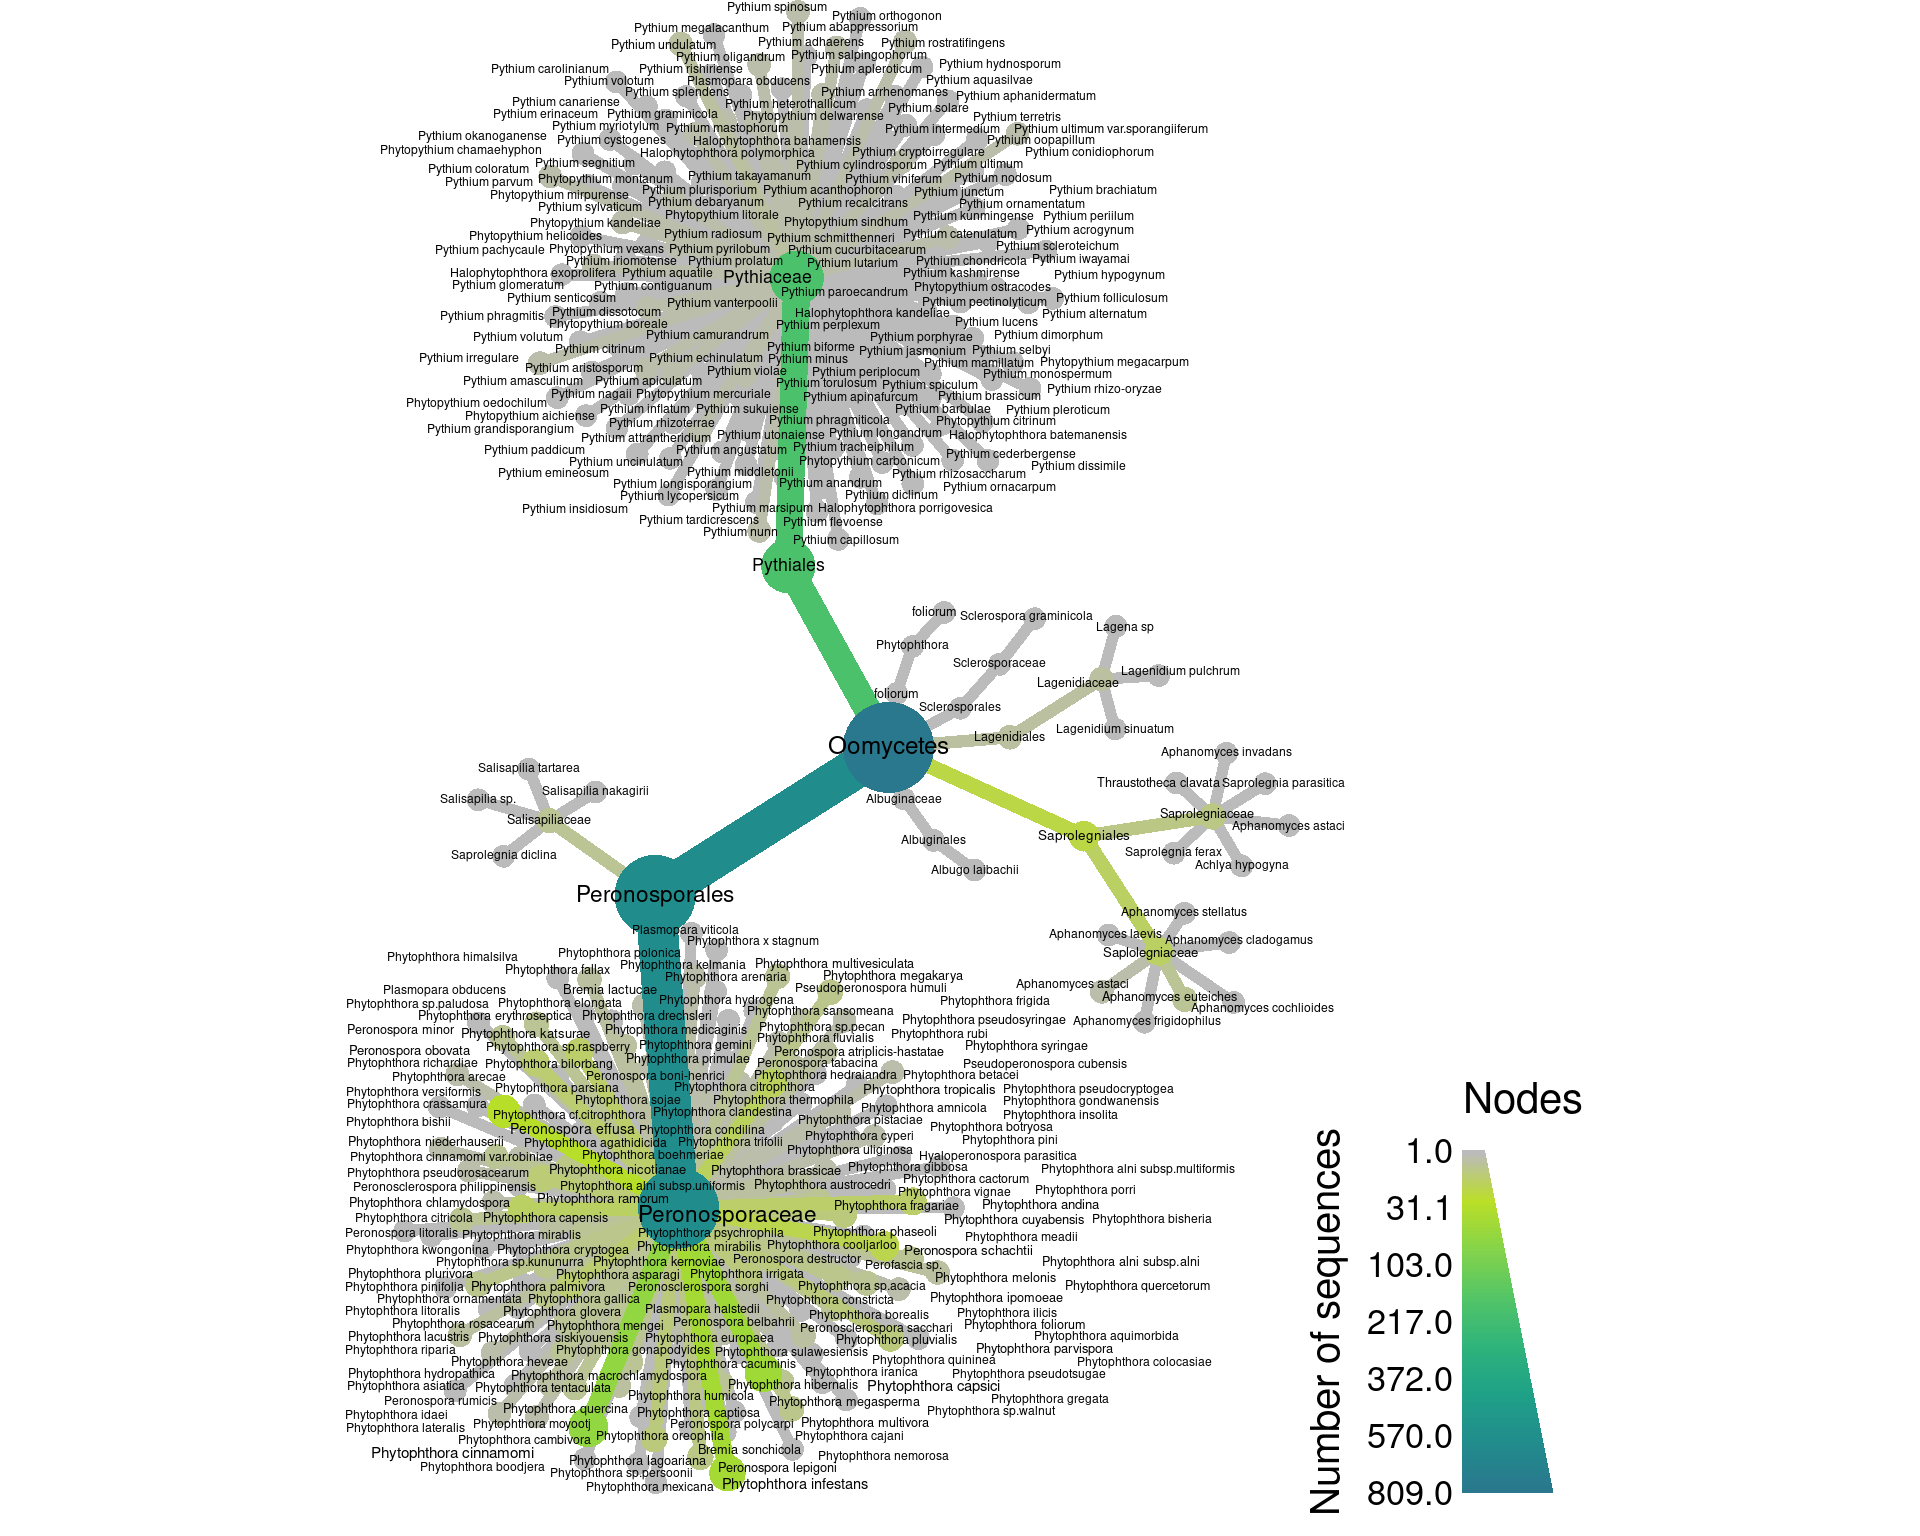 Pythium spinosum
Pythium orthogonon
Pythium megalacanthum
Pythium abappressorium
Pythium undulatum
Pythium adhaerens
Pythium rostratifingens
Pythium oligandrum
Pythium salpingophorum
Pythium hydnosporum
Pythium carolinianum
Pythium rishiriense
Pythium apleroticum
Pythium volotum
Plasmopara obducens
Pythium aquasilvae
Pythium splendens
Pythium arrhenomanes
Pythium aphanidermatum
Pythium canariense
Pythium heterothallicum
Pythium solare
Pythium erinaceum
Pythium graminicola
Phytopythium delwarense
Pythium terretris
Pythium myriotylum
Pythium mastophorum
Pythium intermedium
Pythium ultimum var.sporangiiferum
Pythium okanoganense
Pythium cystogenes
Halophytophthora bahamensis
Pythium oopapillum
Phytopythium chamaehyphon
Halophytophthora polymorphica
Pythium cryptoirregulare
Pythium conidiophorum
Pythium segnitium
Pythium cylindrosporum
Pythium ultimum
Pythium coloratum
Phytopythium montanum
Pythium takayamanum
Pythium viniferum
Pythium nodosum
Pythium parvum
Pythium plurisporium
Pythium acanthophoron
Pythium junctum
Pythium brachiatum
Phytopythium mirpurense
Pythium debaryanum
Pythium recalcitrans
Pythium ornamentatum
Pythium sylvaticum
Phytopythium litorale
Phytopythium sindhum
Pythium kunmingense
Pythium periilum
Phytopythium kandeliae
Pythium radiosum
Pythium schmitthenneri
Pythium catenulatum
Pythium acrogynum
Phytopythium helicoides
Pythium pachycaule
Phytopythium vexans
Pythium pyrilobum
Pythium cucurbitacearum
Pythium scleroteichum
Pythium iriomotense
Pythium prolatum
Pythium lutarium
Pythium chondricola
Pythium iwayamai
Halophytophthora exoprolifera
Pythium aquatile
Pythiaceae
Pythium kashmirense
Pythium hypogynum
Pythium glomeratum
Pythium contiguanum
Pythium paroecandrum
Phytopythium ostracodes
Pythium senticosum
Pythium vanterpoolii
Pythium pectinolyticum
Pythium folliculosum
Pythium phragmitis
Pythium dissotocum
Halophytophthora kandeliae
Pythium alternatum
Phytopythium boreale
Pythium perplexum
Pythium lucens
Pythium volutum
Pythium camurandrum
Pythium porphyrae
Pythium dimorphum
Pythium citrinum
Pythium biforme
Pythium jasmonium
Pythium selbyi
Pythium irregulare
Pythium echinulatum
Pythium minus
Pythium mamillatum
Phytopythium megacarpum
Pythium aristosporum
Pythium violae
Pythium periplocum
Pythium monospermum
Pythium amasculinum
Pythium apiculatum
Pythium torulosum
Pythium spiculum
Pythium rhizo-oryzae
Pythium nagaii
Phytopythium mercuriale
Pythium apinafurcum
Pythium brassicum
Phytopythium oedochilum
Pythium inflatum
Pythium sukuiense
Pythium barbulae
Pythium pleroticum
Phytopythium aichiense
Pythium rhizoterrae
Pythium phragmiticola
Phytopythium citrinum
Pythium grandisporangium
Pythium attrantheridium
Pythium utonaiense
Pythium longandrum
Halophytophthora batemanensis
Pythium paddicum
Pythium angustatum
Pythium tracheiphilum
Pythium cederbergense
Pythium uncinulatum
Phytopythium carbonicum
Pythium dissimile
Pythium emineosum
Pythium middletonii
Pythium rhizosaccharum
Pythium longisporangium
Pythium anandrum
Pythium ornacarpum
Pythium lycopersicum
Pythium diclinum
Pythium insidiosum
Pythium marsipum
Halophytophthora porrigovesica
Pythium tardicrescens
Pythium flevoense
Pythium nunn
Pythium capillosum
Pythiales
foliorum
Sclerospora graminicola
Lagena sp
Phytophthora
Sclerosporaceae
Lagenidium pulchrum
Lagenidiaceae
foliorum
Sclerosporales
Lagenidium sinuatum
Lagenidiales
Oomycetes
Aphanomyces invadans
Salisapilia tartarea
Thraustotheca clavata
Saprolegnia parasitica
Salisapilia sp.
Salisapilia nakagirii
Albuginaceae
Saprolegniaceae
Salisapiliaceae
Aphanomyces astaci
Albuginales
Saprolegniales
Saprolegnia diclina
Saprolegnia ferax
Albugo laibachii
Achlya hypogyna
Peronosporales
Aphanomyces stellatus
Plasmopara viticola
Aphanomyces laevis
Aphanomyces cladogamus
Phytophthora x stagnum
Phytophthora himalsilva
Phytophthora polonica
Saplolegniaceae
Phytophthora fallax
Phytophthora kelmania
Phytophthora multivesiculata
Phytophthora arenaria
Phytophthora megakarya
Aphanomyces astaci
Plasmopara obducens
Bremia lactucae
Pseudoperonospora humuli
Aphanomyces euteiches
Phytophthora sp.paludosa
Phytophthora elongata
Phytophthora hydrogena
Phytophthora frigida
Aphanomyces cochlioides
Phytophthora erythroseptica
Phytophthora drechsleri
Phytophthora sansomeana
Phytophthora pseudosyringae
Aphanomyces frigidophilus
Peronospora minor
Phytophthora katsurae
Phytophthora medicaginis
Phytophthora sp.pecan
Phytophthora rubi
Peronospora obovata
Phytophthora sp.raspberry
Phytophthora gemini
Phytophthora fluvialis
Phytophthora syringae
Phytophthora richardiae
Phytophthora bilorbang
Phytophthora primulae
Peronospora atriplicis-hastatae
Pseudoperonospora cubensis
Phytophthora arecae
Peronospora boni-henrici
Peronospora tabacina
Phytophthora hedraiandra
Phytophthora betacei
Phytophthora versiformis
Phytophthora parsiana
Phytophthora citrophthora
Phytophthora tropicalis
Phytophthora pseudocryptogea
Phytophthora crassamura
Phytophthora sojae
Phytophthora thermophila
Phytophthora gondwanensis
Phytophthora cf.citrophthora
Phytophthora clandestina
Phytophthora amnicola
Phytophthora insolita
Phytophthora bishii
Peronospora effusa
Phytophthora condilina
Phytophthora pistaciae
Phytophthora botryosa
Phytophthora niederhauserii
Phytophthora agathidicida
Phytophthora trifolii
Phytophthora cyperi
Phytophthora pini
Phytophthora cinnamomi var.robiniae
Phytophthora boehmeriae
Phytophthora uliginosa
Hyaloperonospora parasitica
Phytophthora pseudorosacearum
Phytophthora nicotianae
Phytophthora brassicae
Phytophthora gibbosa
Phytophthora alni subsp.multiformis
Peronosclerospora philippinensis
Phytophthora alni subsp.uniformis
Phytophthora austrocedri
Phytophthora cactorum
Phytophthora chlamydospora
Phytophthora ramorum
Phytophthora vignae
Phytophthora porri
Phytophthora citricola
Phytophthora capensis
Peronosporaceae
Phytophthora fragariae
Phytophthora andina
Peronospora litoralis
Phytophthora mirabilis
Phytophthora psychrophila
Phytophthora phaseoli
Phytophthora cuyabensis
Phytophthora bisheria
Phytophthora kwongonina
Phytophthora cryptogea
Phytophthora mirabilis
Phytophthora cooljarloo
Peronospora schachtii
Phytophthora meadii
Phytophthora sp.kununurra
Phytophthora kernoviae
Peronospora destructor
Perofascia sp.
Phytophthora alni subsp.alni
Phytophthora plurivora
Phytophthora asparagi
Phytophthora irrigata
Phytophthora melonis
Phytophthora pinifolia
Phytophthora palmivora
Peronosclerospora sorghi
Phytophthora sp.acacia
Phytophthora quercetorum
Phytophthora ornamentata
Phytophthora gallica
Phytophthora constricta
Phytophthora ipomoeae
Phytophthora litoralis
Phytophthora glovera
Plasmopara halstedii
Phytophthora borealis
Phytophthora ilicis
Phytophthora rosacearum
Phytophthora mengei
Peronospora belbahrii
Peronosclerospora sacchari
Phytophthora foliorum
Phytophthora lacustris
Phytophthora siskiyouensis
Phytophthora europaea
Phytophthora pluvialis
Phytophthora aquimorbida
Phytophthora riparia
Phytophthora gonapodyides
Phytophthora sulawesiensis
Phytophthora parvispora
Phytophthora heveae
Phytophthora cacuminis
Phytophthora quininea
Phytophthora colocasiae
Phytophthora hydropathica
Phytophthora macrochlamydospora
Phytophthora iranica
Phytophthora pseudotsugae
Phytophthora asiatica
Phytophthora tentaculata
Phytophthora hibernalis
Phytophthora capsici
Peronospora rumicis
Phytophthora humicola
Phytophthora megasperma
Phytophthora gregata
Phytophthora idaei
Phytophthora quercina
Phytophthora captiosa
Phytophthora sp.walnut
Phytophthora lateralis
Phytophthora moyootj
Peronospora polycarpi
Phytophthora multivora
Phytophthora cambivora
Phytophthora oreophila
Phytophthora cajani
Phytophthora cinnamomi
Phytophthora lagoariana
Bremia sonchicola
Phytophthora nemorosa
Phytophthora boodjera
Phytophthora sp.personii
Peronospora lepigoni
Phytophthora mexicana
Phytophthora infestans
Nodes
Number of sequences
1.0
31.1
103.0
217.0
372.0
570.0
809.0